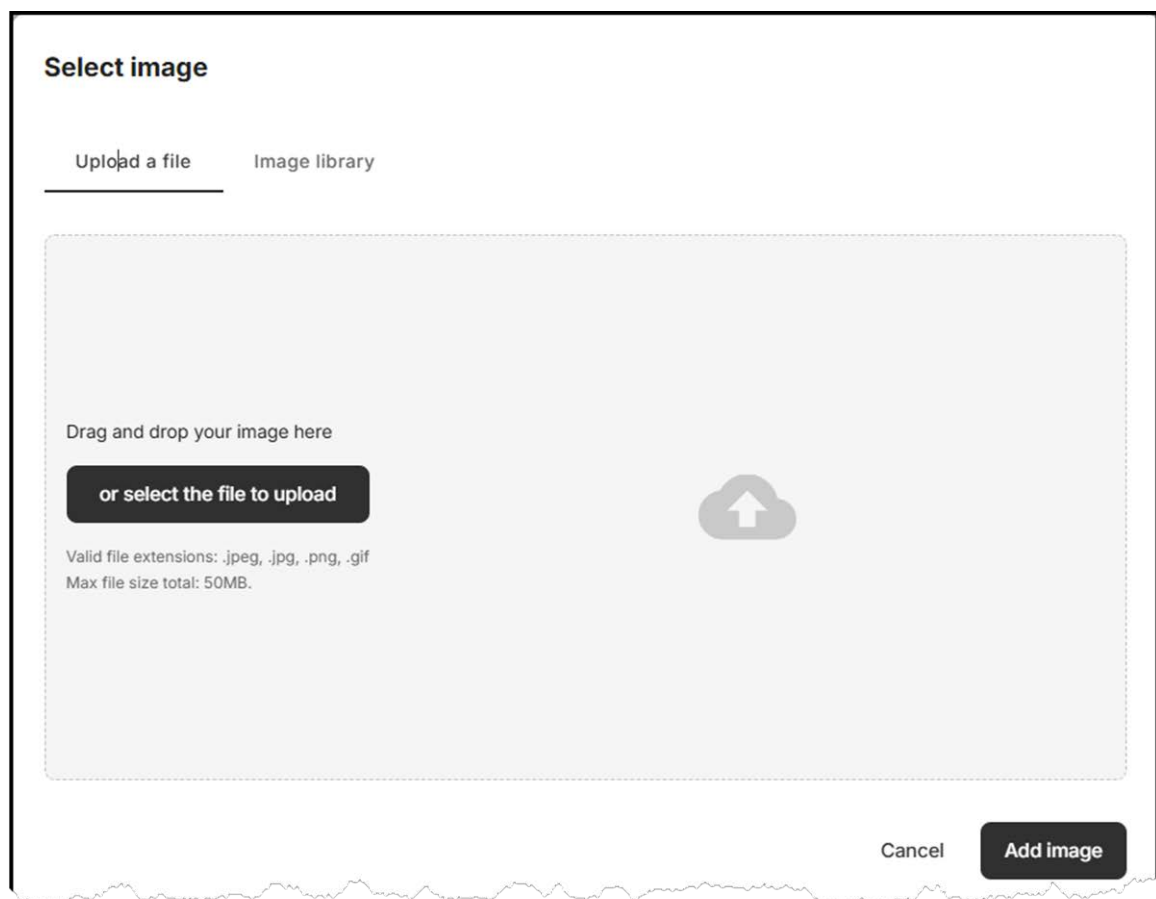 Select image
Upload a file
Image library
Drag and drop your image here
or select the file to upload
Valid file extensions: .jpeg, .jpg, .png, .gif
Max file size total: 50MB.
Cancel
Add image